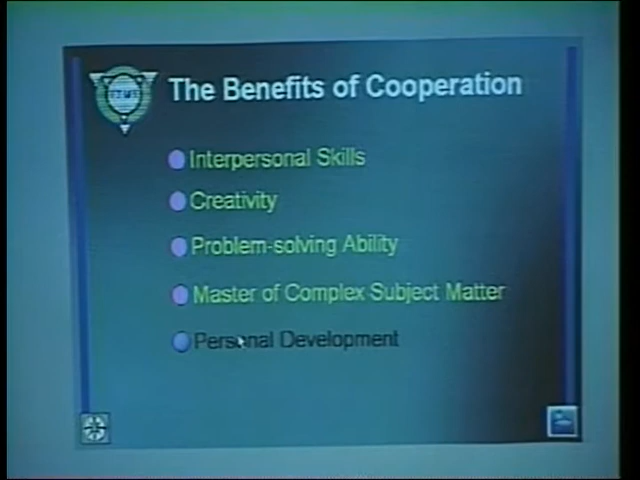 The Benefits of Cooperation
Interpersonal Skills
Creativity
Problem-solving Ability
Master of Complex Subject Matter
Personal Development